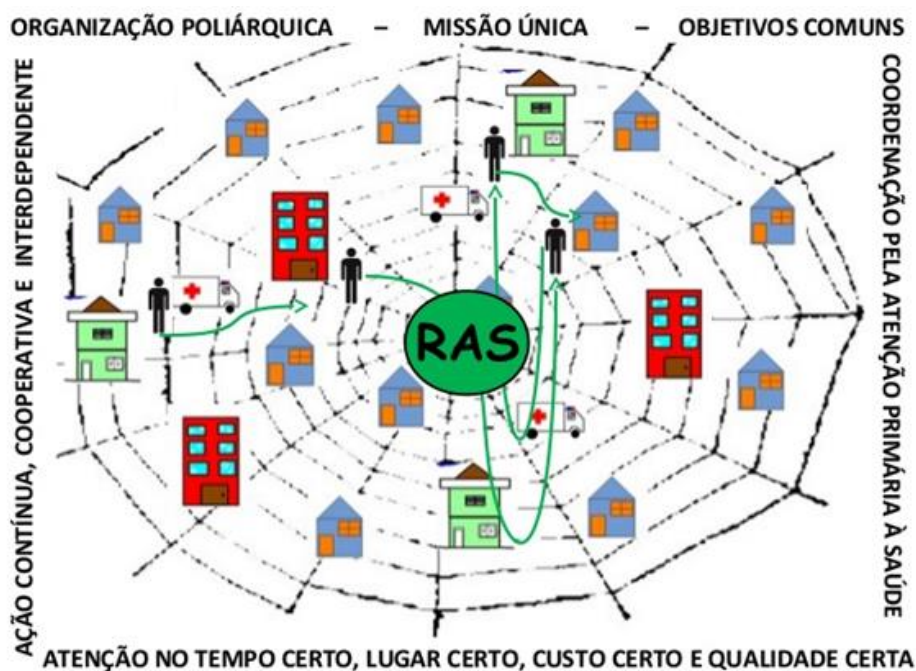 ORGANIZAÇÃO POLIÁRQUICA – MISSÃO ÚNICA - OBJETIVOS COMUNS
AÇÃO CONTÍNUA, COOPERATIVA E INTERDEPENDENTE
RAS
COORDENAÇÃO PELA ATENÇÃO PRIMÁRIA À SAÚDE
ATENÇÃO NO TEMPO CERTO, LUGAR CERTO, CUSTO CERTO E QUALIDADE CERTA